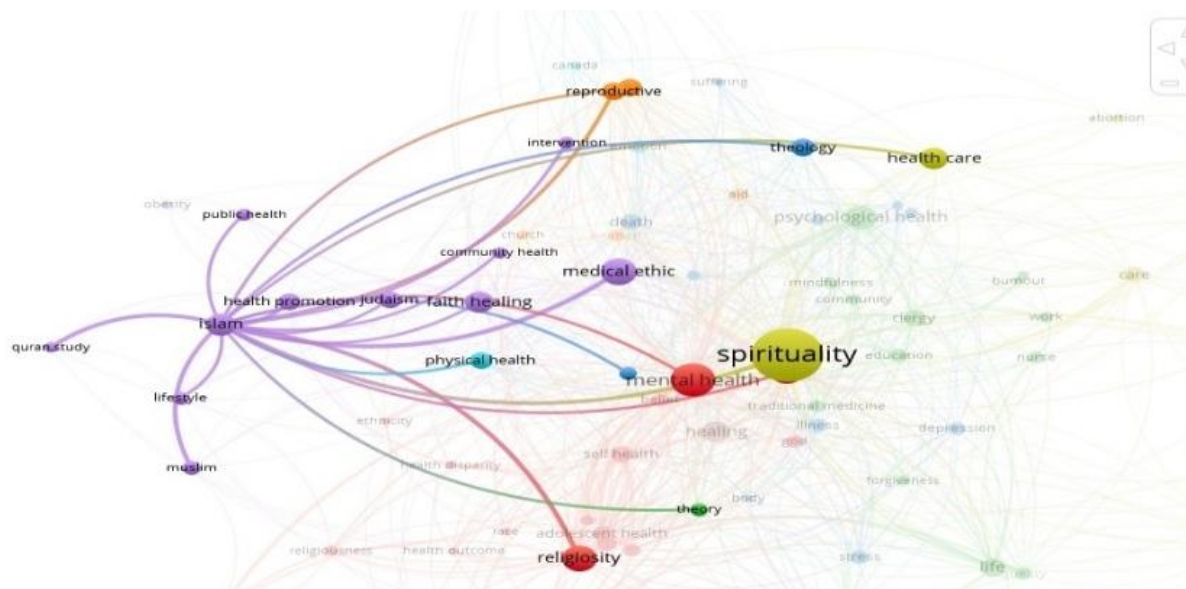 canada
suffering
reproductive
abortion
intervention
emotion
theology
health care
aid
obesity
public health
death
psychological health
church
community health
medical ethic
mindfulness
burnout
care
health promotion
judaism
faith healing
community
islam
clergy
work
quran study
physical health
spirituality
education
nurse
mental health
lifestyle
belief
traditional medicine
ethnicity
healing
illness
depression
god
self health
muslim
health disparity
forgiveness
body
theory
race
adolescent health
religiousness
health outcome
religiosity
stress
life